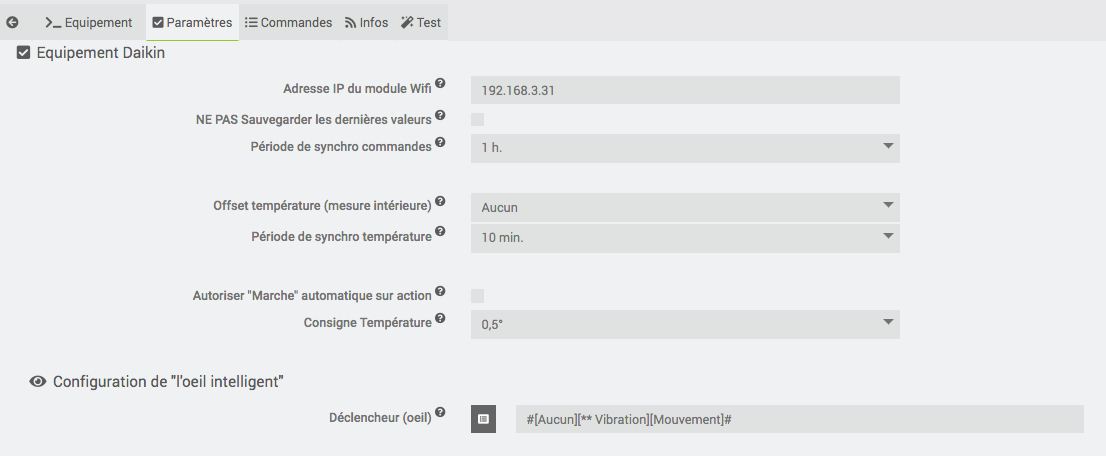 Equipement Paramètres Commandes Infos Test
Equipement Daikin
Adresse IP du module Wifi 192.168.3.31
NE PAS Sauvegarder les dernières valeurs
Période de synchro commandes 1 h.
Offset température (mesure intérieure) Aucun
Période de synchro température 10 min.
Autoriser "Marche" automatique sur action
Consigne Température 0,5°
Configuration de "l'oeil intelligent"
Déclencheur (oeil) #[Aucun][** Vibration][Mouvement]#